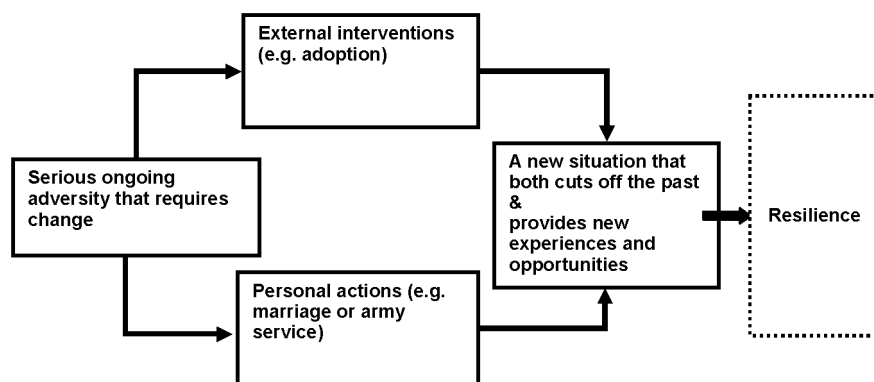 External interventions
(e.g. adoption)
Serious ongoing
adversity that requires
change
A new situation that
both cuts off the past
&
provides new
experiences and
opportunities
Resilience
Personal actions (e.g.
marriage or army
service)